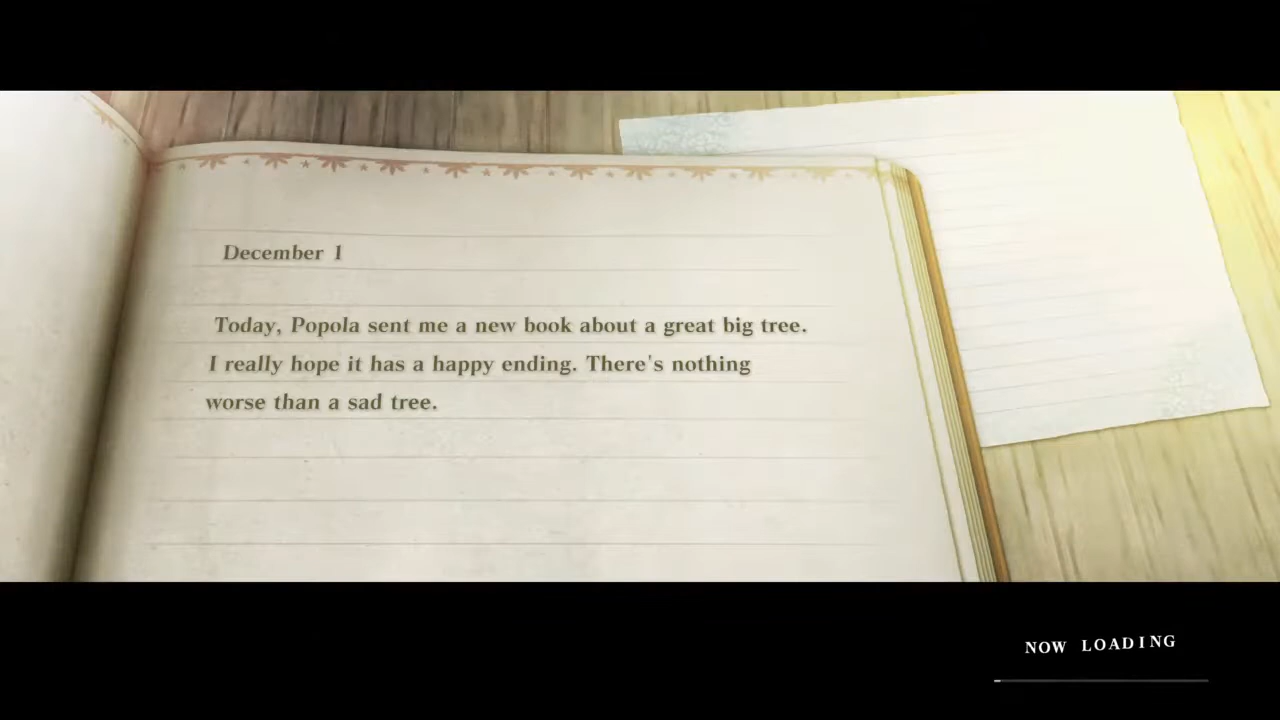 December 1
Today, Popola sent me a new book about a great big tree.
I really hope it has a happy ending. There's nothing
worse than a sad tree.
NOW LOADING